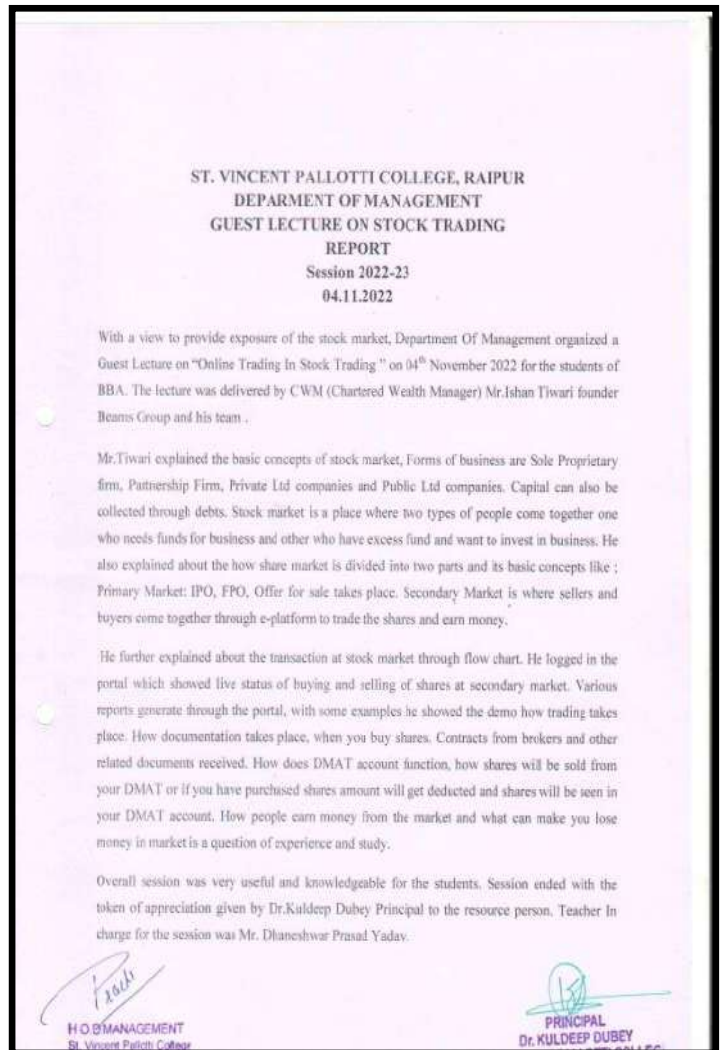 ST. VINCENT PALLOTTI COLLEGE, RAIPUR
DEPARMENT OF MANAGEMENT
GUEST LECTURE ON STOCK TRADING
REPORT
Session 2022-23
04.11.2022
With a view to provide exposure of the stock market, Department Of Management organized a
Guest Lecture on “Online Trading In Stock Trading ” on 04th November 2022 for the students of
BBA. The lecture was delivered by CWM (Chartered Wealth Manager) Mr.Ishan Tiwari founder
Beams Group and his team .
Mr.Tiwari explained the basic concepts of stock market, Forms of business are Sole Proprietary
firm, Partnership Firm, Private Ltd companies and Public Ltd companies. Capital can also be
collected through debts. Stock market is a place where two types of people come together one
who needs funds for business and other who have excess fund and want to invest in business. He
also explained about the how share market is divided into two parts and its basic concepts like ;
Primary Market: IPO, FPO, Offer for sale takes place. Secondary Market is where sellers and
buyers come together through e-platform to trade the shares and earn money.
He further explained about the transaction at stock market through flow chart. He logged in the
portal which showed live status of buying and selling of shares at secondary market. Various
reports generate through the portal, with some examples he showed the demo how trading takes
place. How documentation takes place, when you buy shares. Contracts from brokers and other
related documents received. How does DMAT account function, how shares will be sold from
your DMAT or if you have purchased shares amount will get deducted and shares will be seen in
your DMAT account. How people earn money from the market and what can make you lose
money in market is a question of experience and study.
Overall session was very useful and knowledgeable for the students. Session ended with the
token of appreciation given by Dr.Kuldeep Dubey Principal to the resource person. Teacher In
charge for the session was Mr. Dhaneshwar Prasad Yadav.
Prachi
H O D MANAGEMENT
St. Vincent Pallotti College
PRINCIPAL
Dr. KULDEEP DUBEY